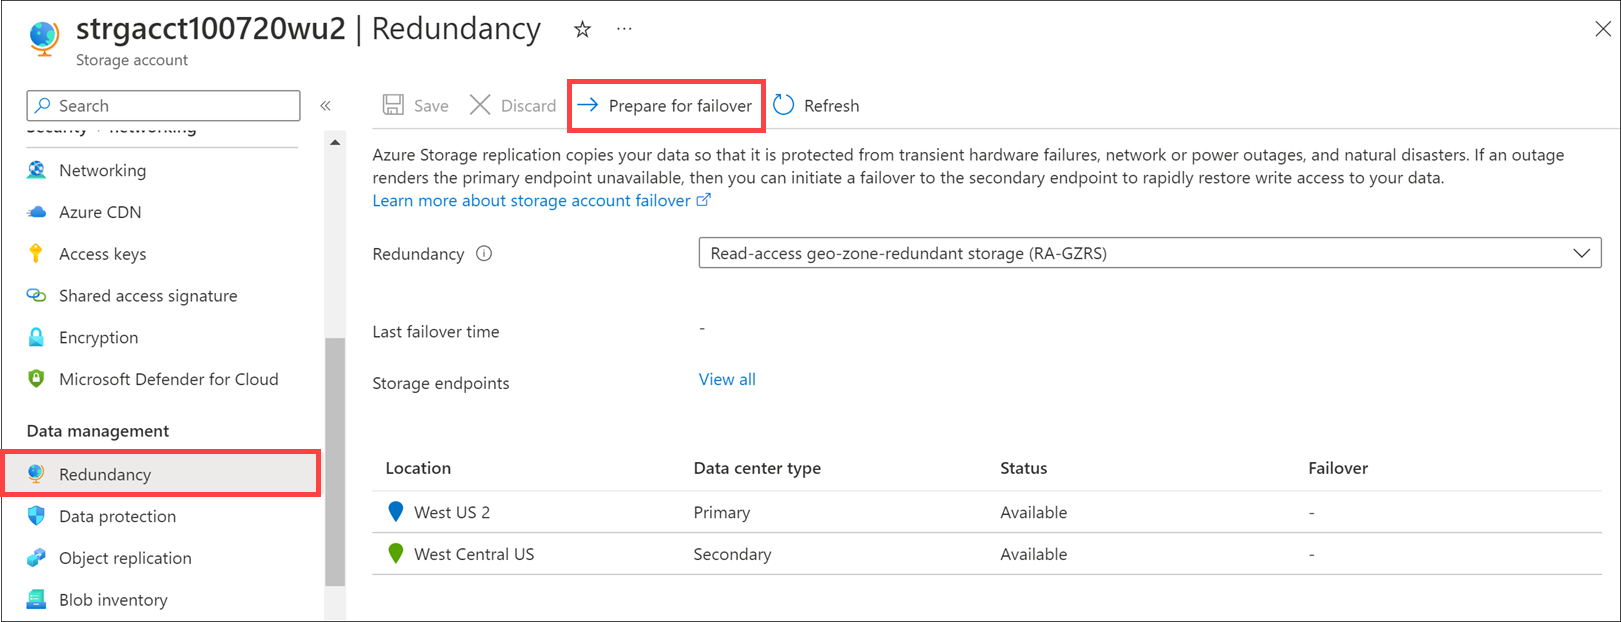 strgacct100720wu2 | Redundancy ☆ ...
Storage account
Search «
Security + networking
Networking
Azure CDN
Access keys
Shared access signature
Encryption
Microsoft Defender for Cloud
Data management
Redundancy
Data protection
Object replication
Blob inventory
Save Discard Prepare for failover Refresh
Azure Storage replication copies your data so that it is protected from transient hardware failures, network or power outages, and natural disasters. If an outage
renders the primary endpoint unavailable, then you can initiate a failover to the secondary endpoint to rapidly restore write access to your data.
Learn more about storage account failover
Redundancy Read-access geo-zone-redundant storage (RA-GZRS)
Last failover time -
Storage endpoints View all
Location Data center type Status Failover
West US 2 Primary Available -
West Central US Secondary Available -